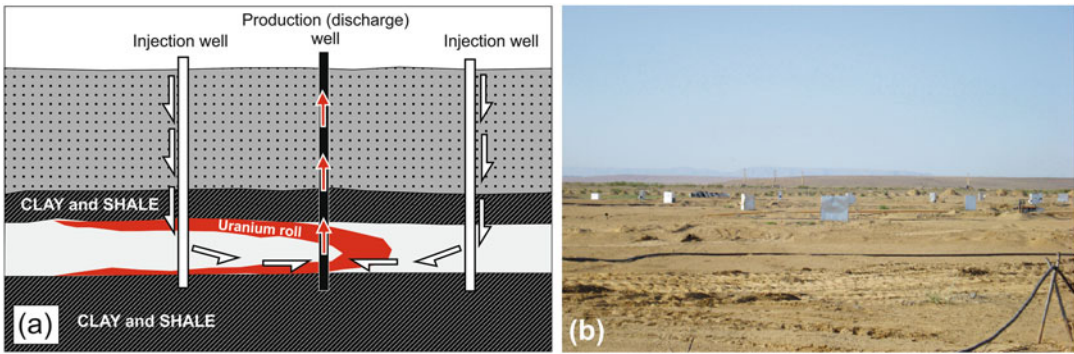 Production (discharge)
well
Injection well
Injection well
CLAY and SHALE
Uranium roll
CLAY and SHALE
(a)
(b)